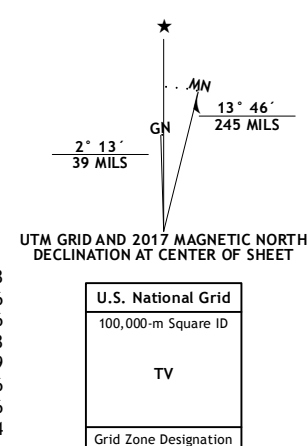 ★
MN
GN
13° 46´
245 MILS
2° 13´
39 MILS
UTM GRID AND 2017 MAGNETIC NORTH
DECLINATION AT CENTER OF SHEET
U.S. National Grid
100,000-m Square ID
TV
Grid Zone Designation